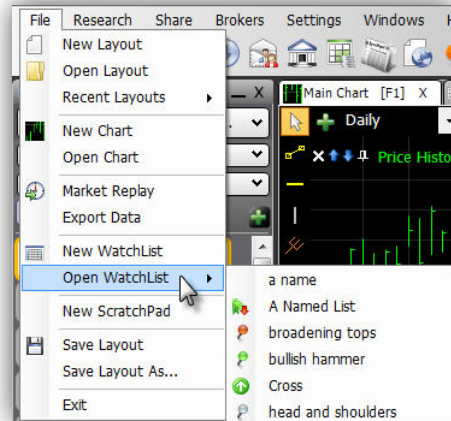 File Research Share Brokers Settings Windows
New Layout
Open Layout
Recent Layouts
Main Chart [F1] X
New Chart
Daily
Open Chart
Price Histo
Market Replay
Export Data
New WatchList
Open WatchList
a name
New ScratchPad
A Named List
broadening tops
Save Layout
bullish hammer
Save Layout As...
Cross
Exit
head and shoulders